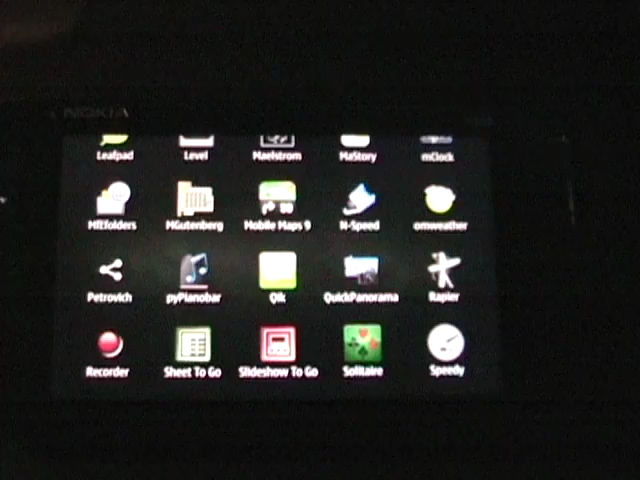 NOKIA
Leafpad Level Maelstrom MaStory mClock
MfEfolders MGutenberg Mobile Maps 9 N-Speed omweather
Petrovich pyPianobar Qik QuickPanorama Rapier
Recorder Sheet To Go Slideshow To Go Solitaire Speedy